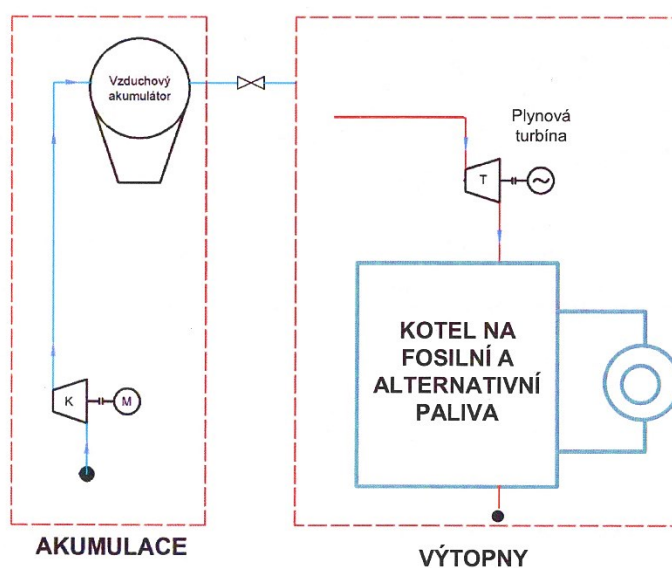 Vzduchový
akumulátor
Plynová
turbína
T
KOTEL NA
FOSILNÍ A
ALTERNATIVNÍ
PALIVA
K
M
AKUMULACE
VÝTOPNY